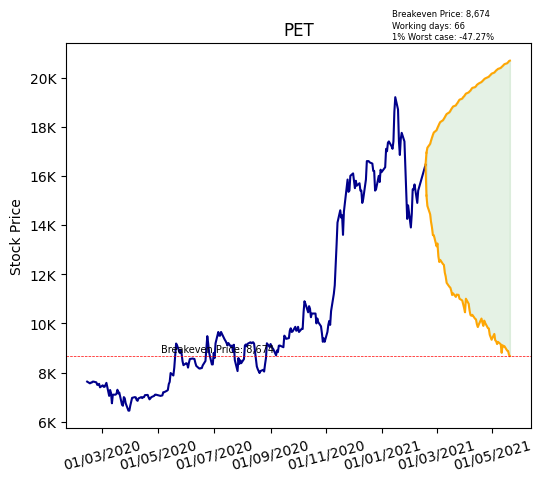 Breakeven Price: 8,674
Working days: 66
1% Worst case: -47.27%
PET
Stock Price
20K
18K
16K
14K
12K
10K
8K
6K
Breakeven Price: 8,674
01/03/2020
01/05/2020
01/07/2020
01/09/2020
01/11/2020
01/01/2021
01/03/2021
01/05/2021